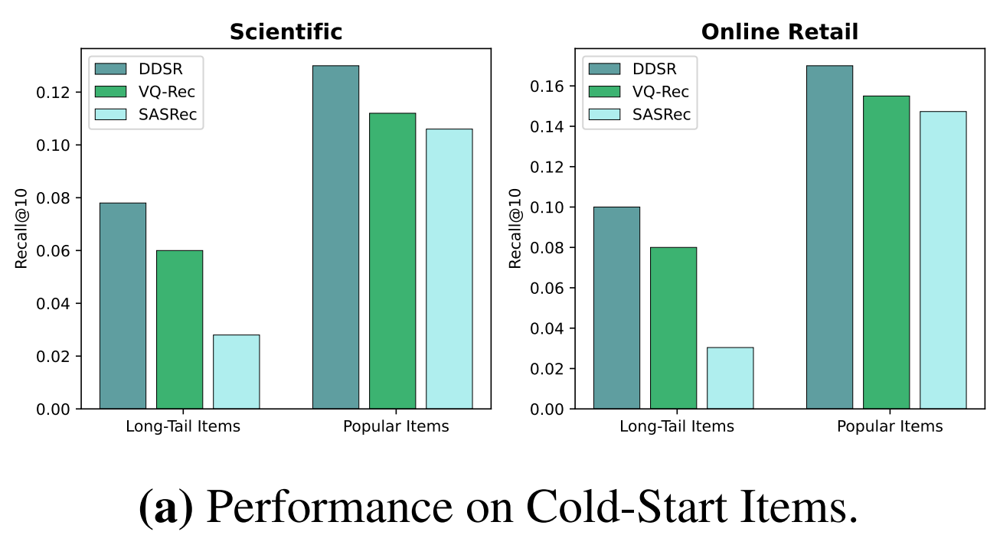 Scientific
DDSR
VQ-Rec
SASRec
Recall@10
0.12
0.10
0.08
0.06
0.04
0.02
0.00
Long-Tail Items
Popular Items
Online Retail
DDSR
VQ-Rec
SASRec
Recall@10
0.16
0.14
0.12
0.10
0.08
0.06
0.04
0.02
0.00
Long-Tail Items
Popular Items
(a) Performance on Cold-Start Items.